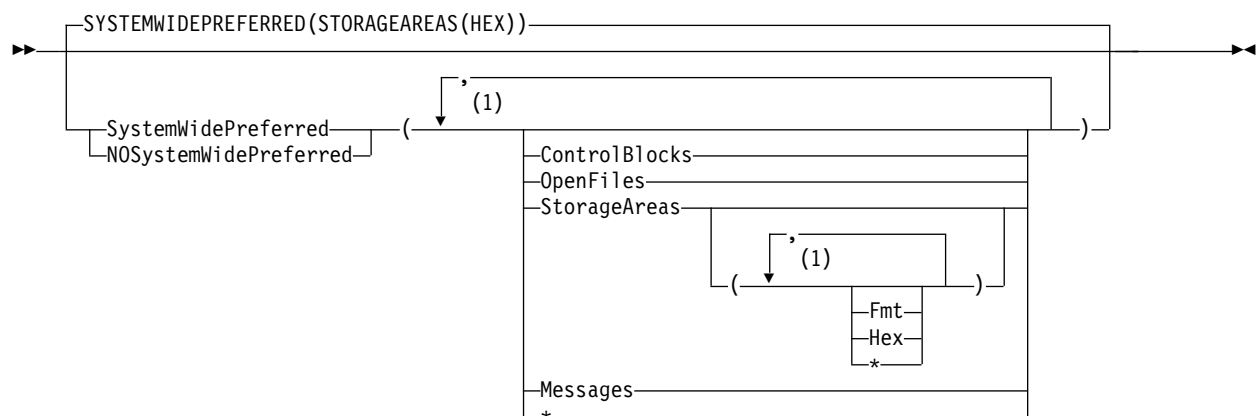 SYSTEMWIDEPREFERRED(STORAGEAREAS(HEX))
,
(1)
SystemWidePreferred ( )
NOSystemWidePreferred
ControlBlocks
OpenFiles
StorageAreas
,
(1)
( )
Fmt
Hex
*
Messages
*